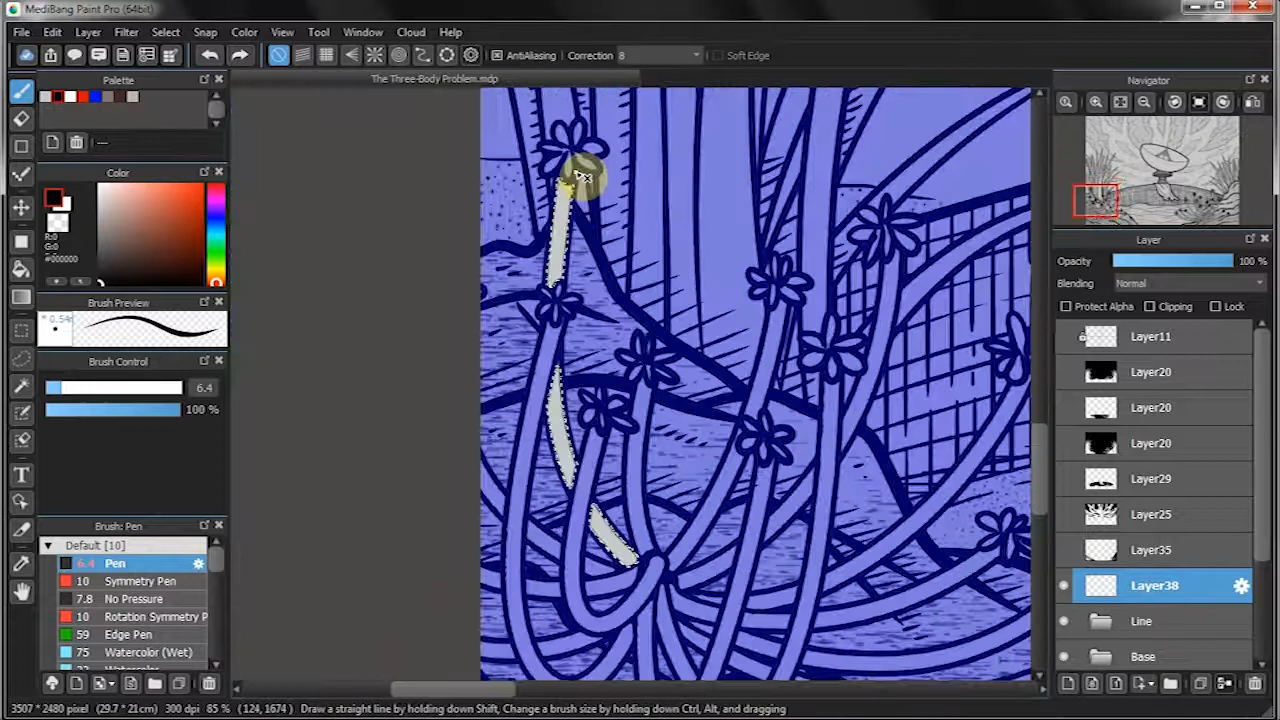 MediBang Paint Pro (64bit)
File Edit Layer Filter Select Snap Color View Tool Window Cloud Help
AntiAliasing Correction 8 Soft Edge
Palette
The Three-Body Problem.mdp
Navigator
---
Color
R:0
G:0
B:0
#000000
Layer
Opacity 100 %
Blending Normal
Protect Alpha Clipping Lock
Brush Preview
Brush Control
6.4
100 %
Layer11
Layer20
Layer20
Layer20
Layer29
Layer25
Layer35
Layer38
Line
Base
Brush: Pen
Default [10]
6.4 Pen
10 Symmetry Pen
7.8 No Pressure
10 Rotation Symmetry P
59 Edge Pen
75 Watercolor (Wet)
3507 * 2480 pixel (29.7 * 21cm) 300 dpi 85 % (124, 1674) Draw a straight line by holding down Shift, Change a brush size by holding down Ctrl, Alt, and dragging